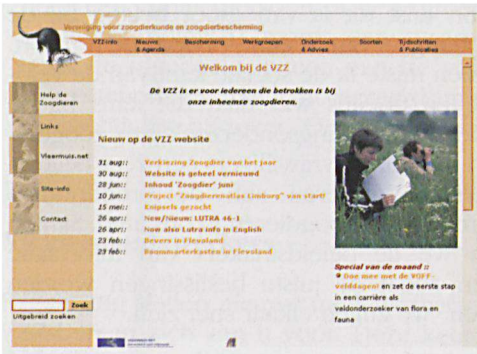 VZZ
Vereniging voor zoogdierkunde en zoogdierbescherming
VZZ-info
Nieuws
& Agenda
Bescherming
Werkgroepen
Onderzoek
& Advies
Soorten
Tijdschriften
& Publicaties
Help de
Zoogdieren
Links
Vleermuis.net
Site-info
Contact
Zoek
Uitgebreid zoeken
Welkom bij de VZZ
De VZZ is er voor iedereen die betrokken is bij
onze inheemse zoogdieren.
Nieuw op de VZZ website
31 aug:: Verkiezing Zoogdier van het jaar
30 aug:: Website is geheel vernieuwd
28 jun:: Inhoud 'Zoogdier' juni
10 jun:: Project "Zoogdierenatlas Limburg" van start!
15 mei:: Knipsels gezocht
26 apr:: New/Nieuw: LUTRA 46-1
26 apr:: Now also Lutra info in English
23 feb:: Bevers in Flevoland
23 feb:: Boommarterkasten in Flevoland
Special van de maand ::
Doe mee met de VOFF-
velddagen! en zet de eerste stap
in een carrière als
veldonderzoeker van flora en
fauna